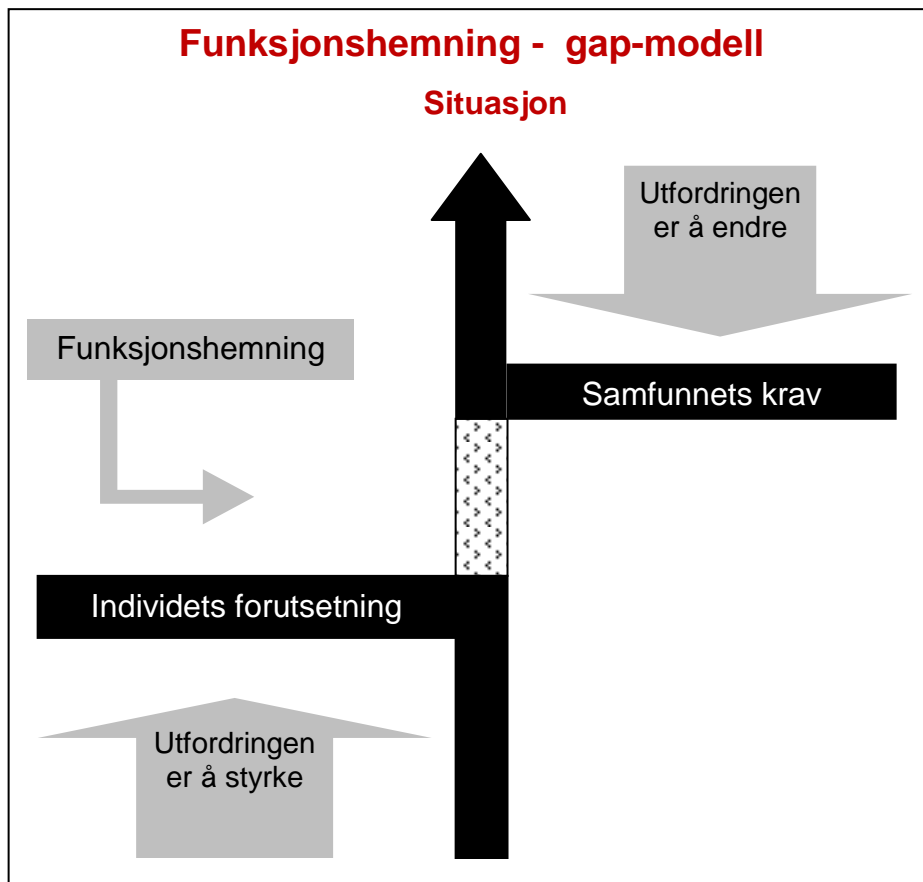 Funksjonshemning - gap-modell
Situasjon
Utfordringen
er å endre
Funksjonshemning
Samfunnets krav
Individets forutsetning
Utfordringen
er å styrke